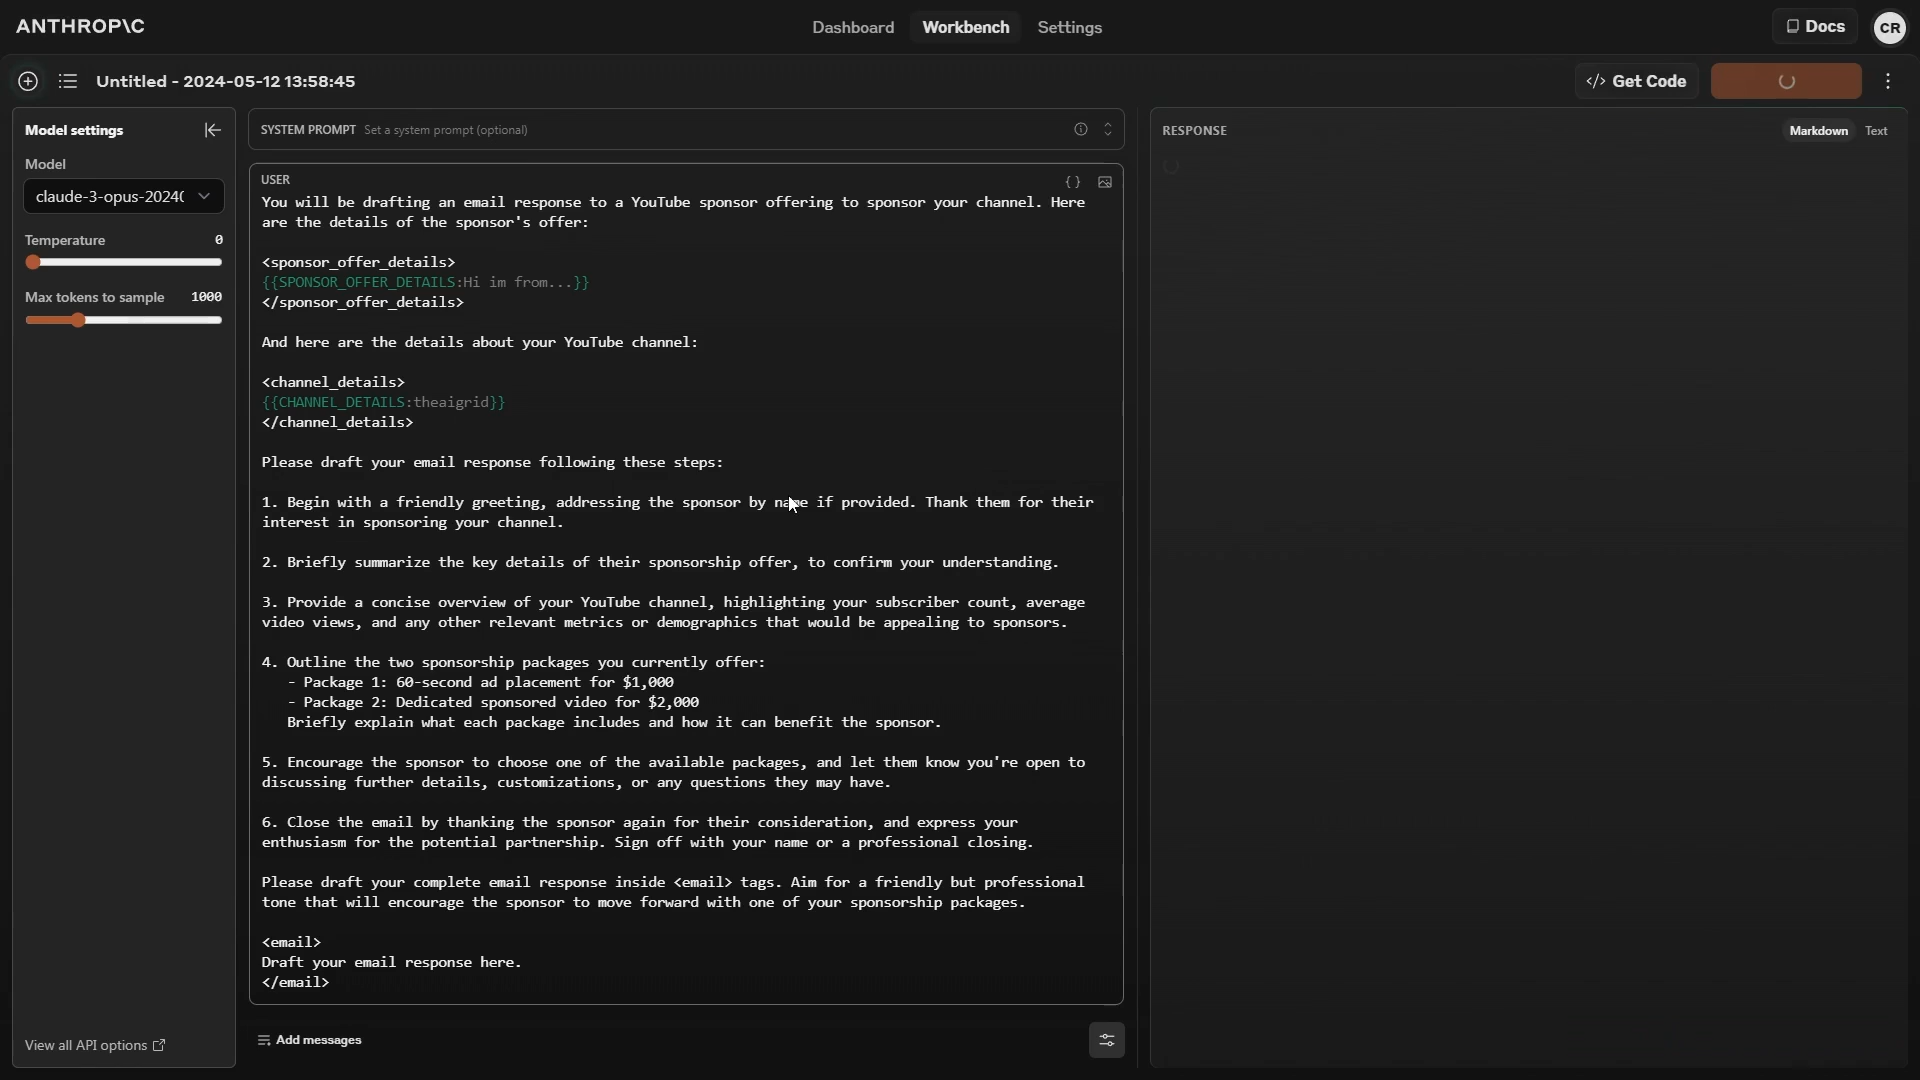 ANTHROP\C
Dashboard
Workbench
Settings
Docs
CR
Untitled - 2024-05-12 13:58:45
</> Get Code
Model settings
Model
claude-3-opus-2024(
Temperature 0
Max tokens to sample 1000
View all API options
SYSTEM PROMPT Set a system prompt (optional)
USER
{ }
You will be drafting an email response to a YouTube sponsor offering to sponsor your channel. Here
are the details of the sponsor's offer:
<sponsor_offer_details>
{{SPONSOR_OFFER_DETAILS:Hi im from...}}
</sponsor_offer_details>
And here are the details about your YouTube channel:
<channel_details>
{{CHANNEL_DETAILS:theaigrid}}
</channel_details>
Please draft your email response following these steps:
1. Begin with a friendly greeting, addressing the sponsor by name if provided. Thank them for their
interest in sponsoring your channel.
2. Briefly summarize the key details of their sponsorship offer, to confirm your understanding.
3. Provide a concise overview of your YouTube channel, highlighting your subscriber count, average
video views, and any other relevant metrics or demographics that would be appealing to sponsors.
4. Outline the two sponsorship packages you currently offer:
- Package 1: 60-second ad placement for $1,000
- Package 2: Dedicated sponsored video for $2,000
Briefly explain what each package includes and how it can benefit the sponsor.
5. Encourage the sponsor to choose one of the available packages, and let them know you're open to
discussing further details, customizations, or any questions they may have.
6. Close the email by thanking the sponsor again for their consideration, and express your
enthusiasm for the potential partnership. Sign off with your name or a professional closing.
Please draft your complete email response inside <email> tags. Aim for a friendly but professional
tone that will encourage the sponsor to move forward with one of your sponsorship packages.
<email>
Draft your email response here.
</email>
Add messages
RESPONSE
Markdown
Text